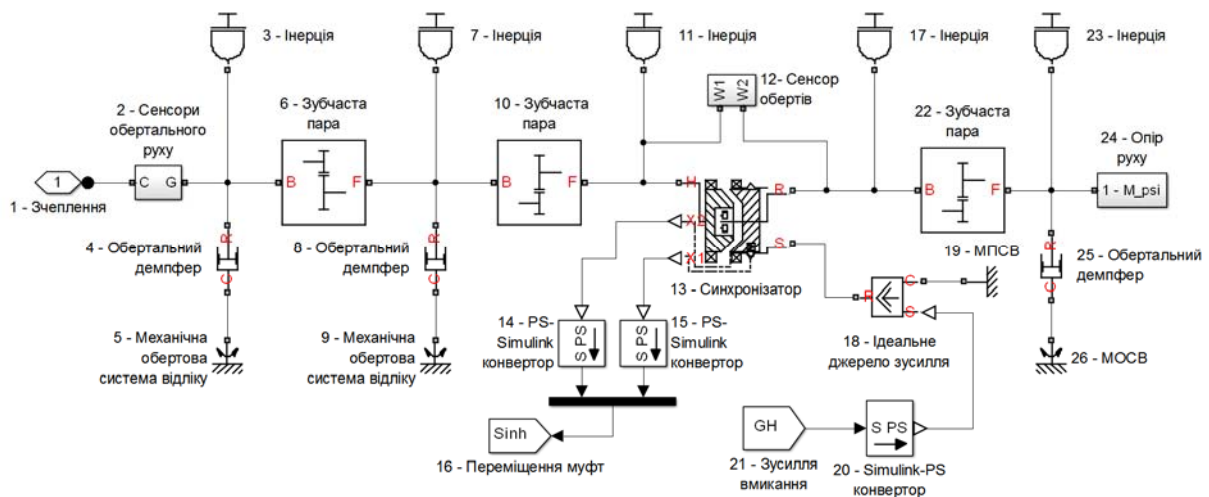 3 - Інерція
7 - Інерція
11 - Інерція
17 - Інерція
23 - Інерція
12- Сенсор
обертів
W1
W2
2 - Сенсори
обертального
руху
6 - Зубчаста
пара
10 - Зубчаста
пара
22 - Зубчаста
пара
24 - Опір
руху
1
C G
B F
B F
H
R
B F
1 - M_psi
1 - Зчеплення
X2
X1
S
4 - Обертальний
демпфер
R
C
8 - Обертальний
демпфер
R
C
13 - Синхронізатор
19 - МПСВ
R
C
S
25 - Обертальний
демпфер
R
C
5 - Механічна
обертова
система відліку
9 - Механічна
обертова
система відліку
14 - PS-
Simulink
конвертор
S PS
S PS
15 - PS-
Simulink
конвертор
18 - Ідеальне
джерело зусилля
26 - МОСВ
Sinh
16 - Переміщення муфт
GH
21 - Зусилля
вмикання
S PS
20 - Simulink-PS
конвертор